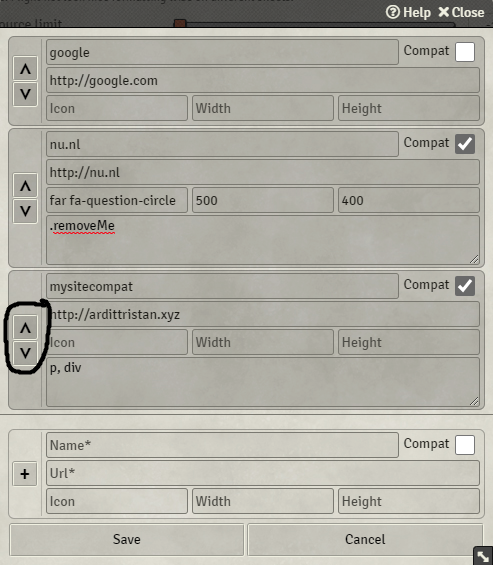 ource limit
Help Close
google Compat
http://google.com
Icon Width Height
nu.nl Compat
http://nu.nl
far fa-question-circle 500 400
.removeMe
mysitecompat Compat
http://ardittristan.xyz
Icon Width Height
p, div
Name* Compat
Url*
+
Icon Width Height
Save Cancel